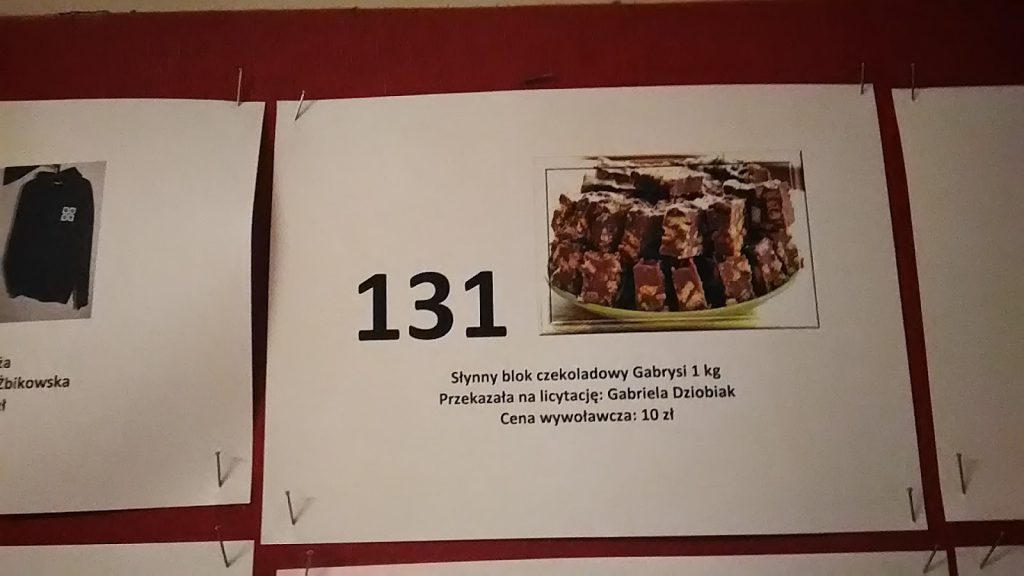 131
Słynny blok czekoladowy Gabrysi 1 kg
Przekazała na licytację: Gabriela Dziobiak
Cena wywoławcza: 10 zł
Żbikowska